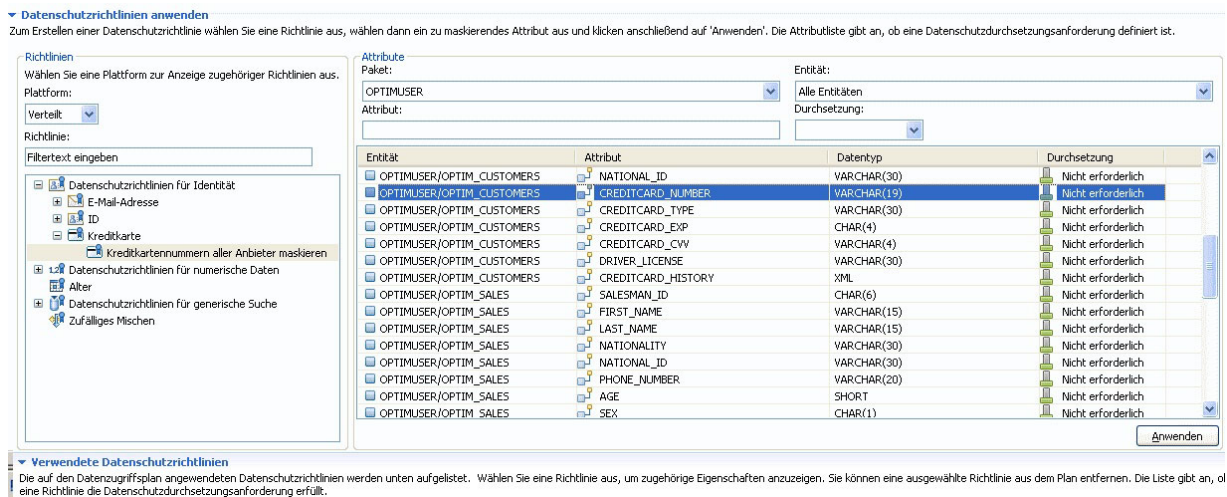 Datenschutzrichtlinien anwenden
Zum Erstellen einer Datenschutzrichtlinie wählen Sie eine Richtlinie aus, wählen dann ein zu maskierendes Attribut aus und klicken anschließend auf 'Anwenden'. Die Attributliste gibt an, ob eine Datenschutzdurchsetzungsanforderung definiert ist.
Richtlinien
Wählen Sie eine Plattform zur Anzeige zugehöriger Richtlinien aus.
Plattform:
Verteilt
Richtlinie:
Filtertext eingeben
Datenschutzrichtlinien für Identität
E-Mail-Adresse
ID
Kreditkarte
Kreditkartennummern aller Anbieter maskieren
Datenschutzrichtlinien für numerische Daten
Alter
Datenschutzrichtlinien für generische Suche
Zufälliges Mischen
Attribute
Paket:
OPTIMUSER
Entität:
Alle Entitäten
Attribut:
Durchsetzung:
Entität Attribut Datentyp Durchsetzung
OPTIMUSER/OPTIM_CUSTOMERS NATIONAL_ID VARCHAR(30) Nicht erforderlich
OPTIMUSER/OPTIM_CUSTOMERS CREDITCARD_NUMBER VARCHAR(19) Nicht erforderlich
OPTIMUSER/OPTIM_CUSTOMERS CREDITCARD_TYPE VARCHAR(30) Nicht erforderlich
OPTIMUSER/OPTIM_CUSTOMERS CREDITCARD_EXP CHAR(4) Nicht erforderlich
OPTIMUSER/OPTIM_CUSTOMERS CREDITCARD_CVV VARCHAR(4) Nicht erforderlich
OPTIMUSER/OPTIM_CUSTOMERS DRIVER_LICENSE VARCHAR(30) Nicht erforderlich
OPTIMUSER/OPTIM_CUSTOMERS CREDITCARD_HISTORY XML Nicht erforderlich
OPTIMUSER/OPTIM_SALES SALESMAN_ID CHAR(6) Nicht erforderlich
OPTIMUSER/OPTIM_SALES FIRST_NAME VARCHAR(15) Nicht erforderlich
OPTIMUSER/OPTIM_SALES LAST_NAME VARCHAR(15) Nicht erforderlich
OPTIMUSER/OPTIM_SALES NATIONALITY VARCHAR(30) Nicht erforderlich
OPTIMUSER/OPTIM_SALES NATIONAL_ID VARCHAR(30) Nicht erforderlich
OPTIMUSER/OPTIM_SALES PHONE_NUMBER VARCHAR(20) Nicht erforderlich
OPTIMUSER/OPTIM_SALES AGE SHORT Nicht erforderlich
OPTIMUSER/OPTIM_SALES SEX CHAR(1) Nicht erforderlich
Anwenden
Verwendete Datenschutzrichtlinien
Die auf den Datenzugriffsplan angewendeten Datenschutzrichtlinien werden unten aufgelistet. Wählen Sie eine Richtlinie aus, um zugehörige Eigenschaften anzuzeigen. Sie können eine ausgewählte Richtlinie aus dem Plan entfernen. Die Liste gibt an, o
eine Richtlinie die Datenschutzdurchsetzungsanforderung erfüllt.